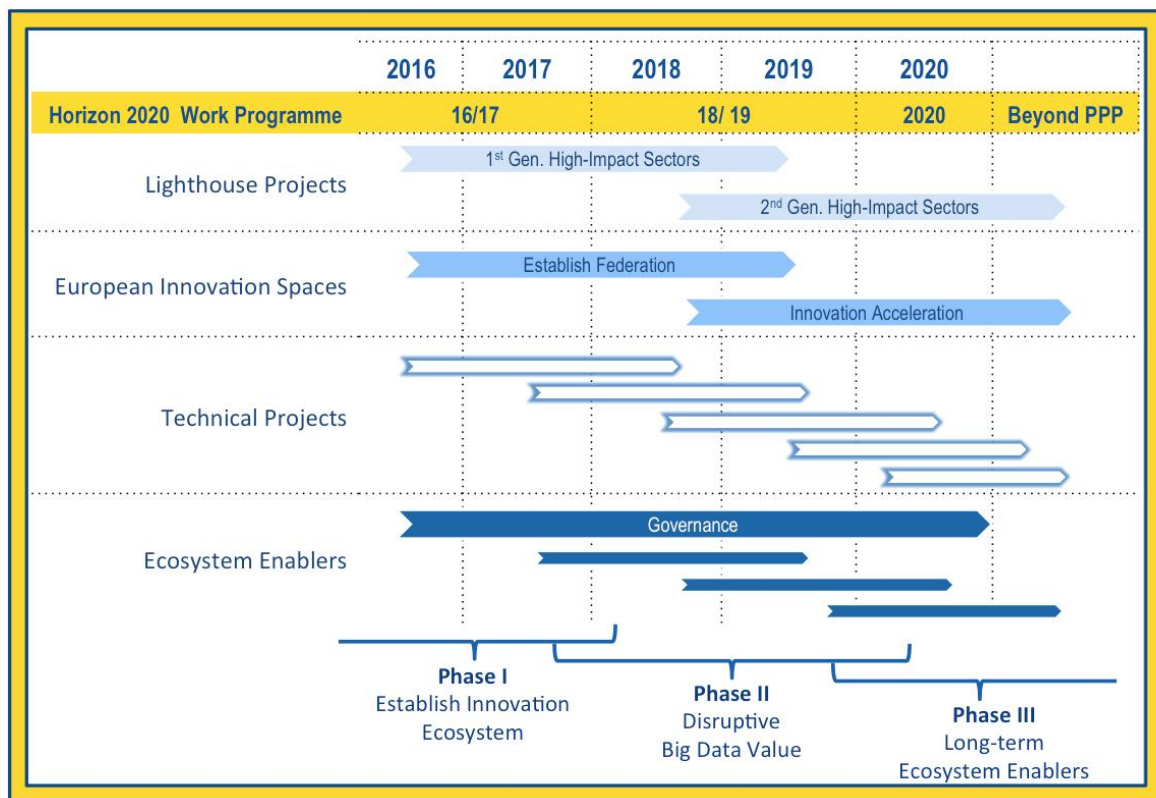 2016 2017 2018 2019 2020
Horizon 2020 Work Programme 16/17 18/ 19 2020 Beyond PPP
Lighthouse Projects
1st Gen. High-Impact Sectors
2nd Gen. High-Impact Sectors
European Innovation Spaces
Establish Federation
Innovation Acceleration
Technical Projects
Ecosystem Enablers
Governance
Phase I
Establish Innovation
Ecosystem
Phase II
Disruptive
Big Data Value
Phase III
Long-term
Ecosystem Enablers